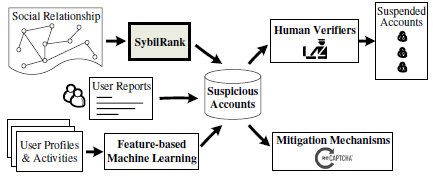 Social Relationship
SybilRank
User Reports
User Profiles
& Activities
Feature-based
Machine Learning
Suspicious
Accounts
Human Verifiers
Suspended
Accounts
Mitigation Mechanisms
reCAPTCHA